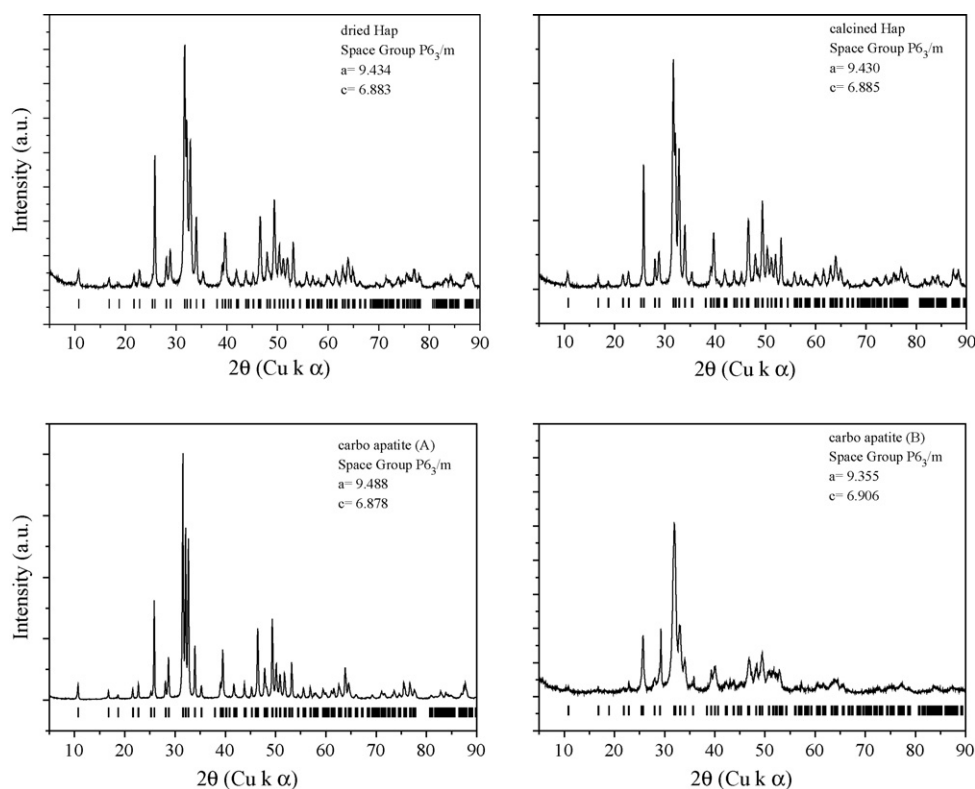 dried Hap
Space Group P6₃/m
a= 9.434
c= 6.883
Intensity (a.u.)
10 20 30 40 50 60 70 80 90
2θ (Cu k α)
calcined Hap
Space Group P6₃/m
a= 9.430
c= 6.885
10 20 30 40 50 60 70 80 90
2θ (Cu k α)
carbo apatite (A)
Space Group P6₃/m
a= 9.488
c= 6.878
Intensity (a.u.)
10 20 30 40 50 60 70 80 90
2θ (Cu k α)
carbo apatite (B)
Space Group P6₃/m
a= 9.355
c= 6.906
10 20 30 40 50 60 70 80 90
2θ (Cu k α)